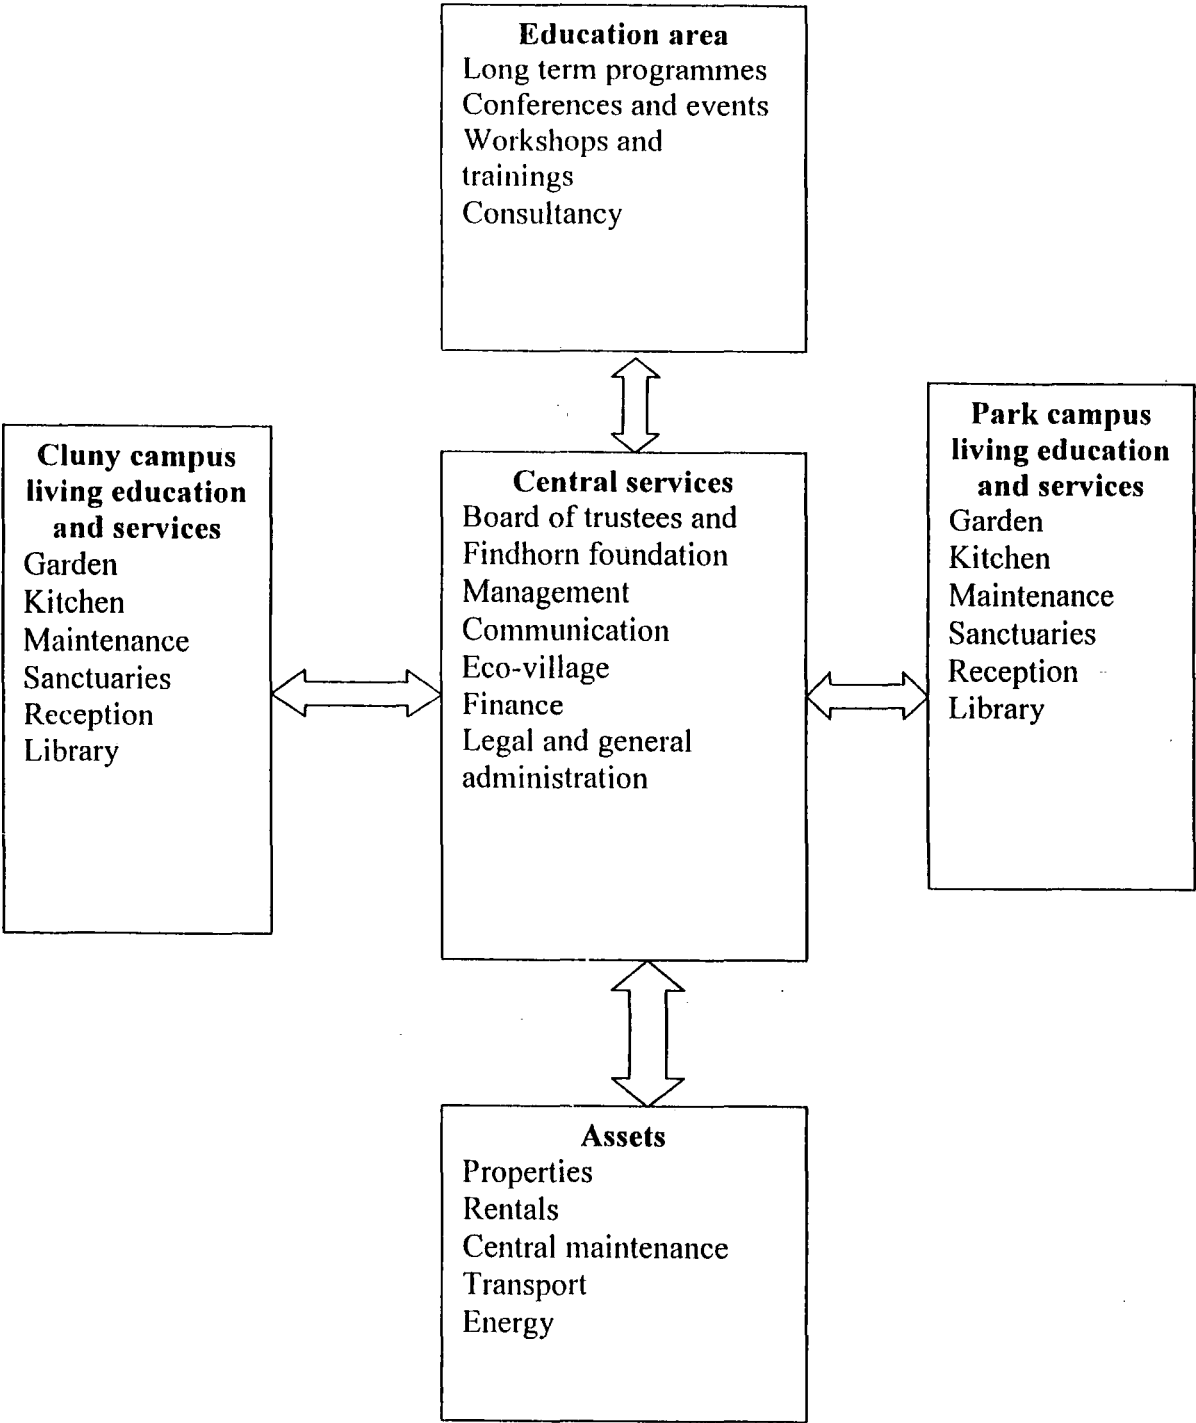 Education area
Long term programmes
Conferences and events
Workshops and
trainings
Consultancy
Cluny campus
living education
and services
Garden
Kitchen
Maintenance
Sanctuaries
Reception
Library
Central services
Board of trustees and
Findhorn foundation
Management
Communication
Eco-village
Finance
Legal and general
administration
Park campus
living education
and services
Garden
Kitchen
Maintenance
Sanctuaries
Reception
Library
Assets
Properties
Rentals
Central maintenance
Transport
Energy